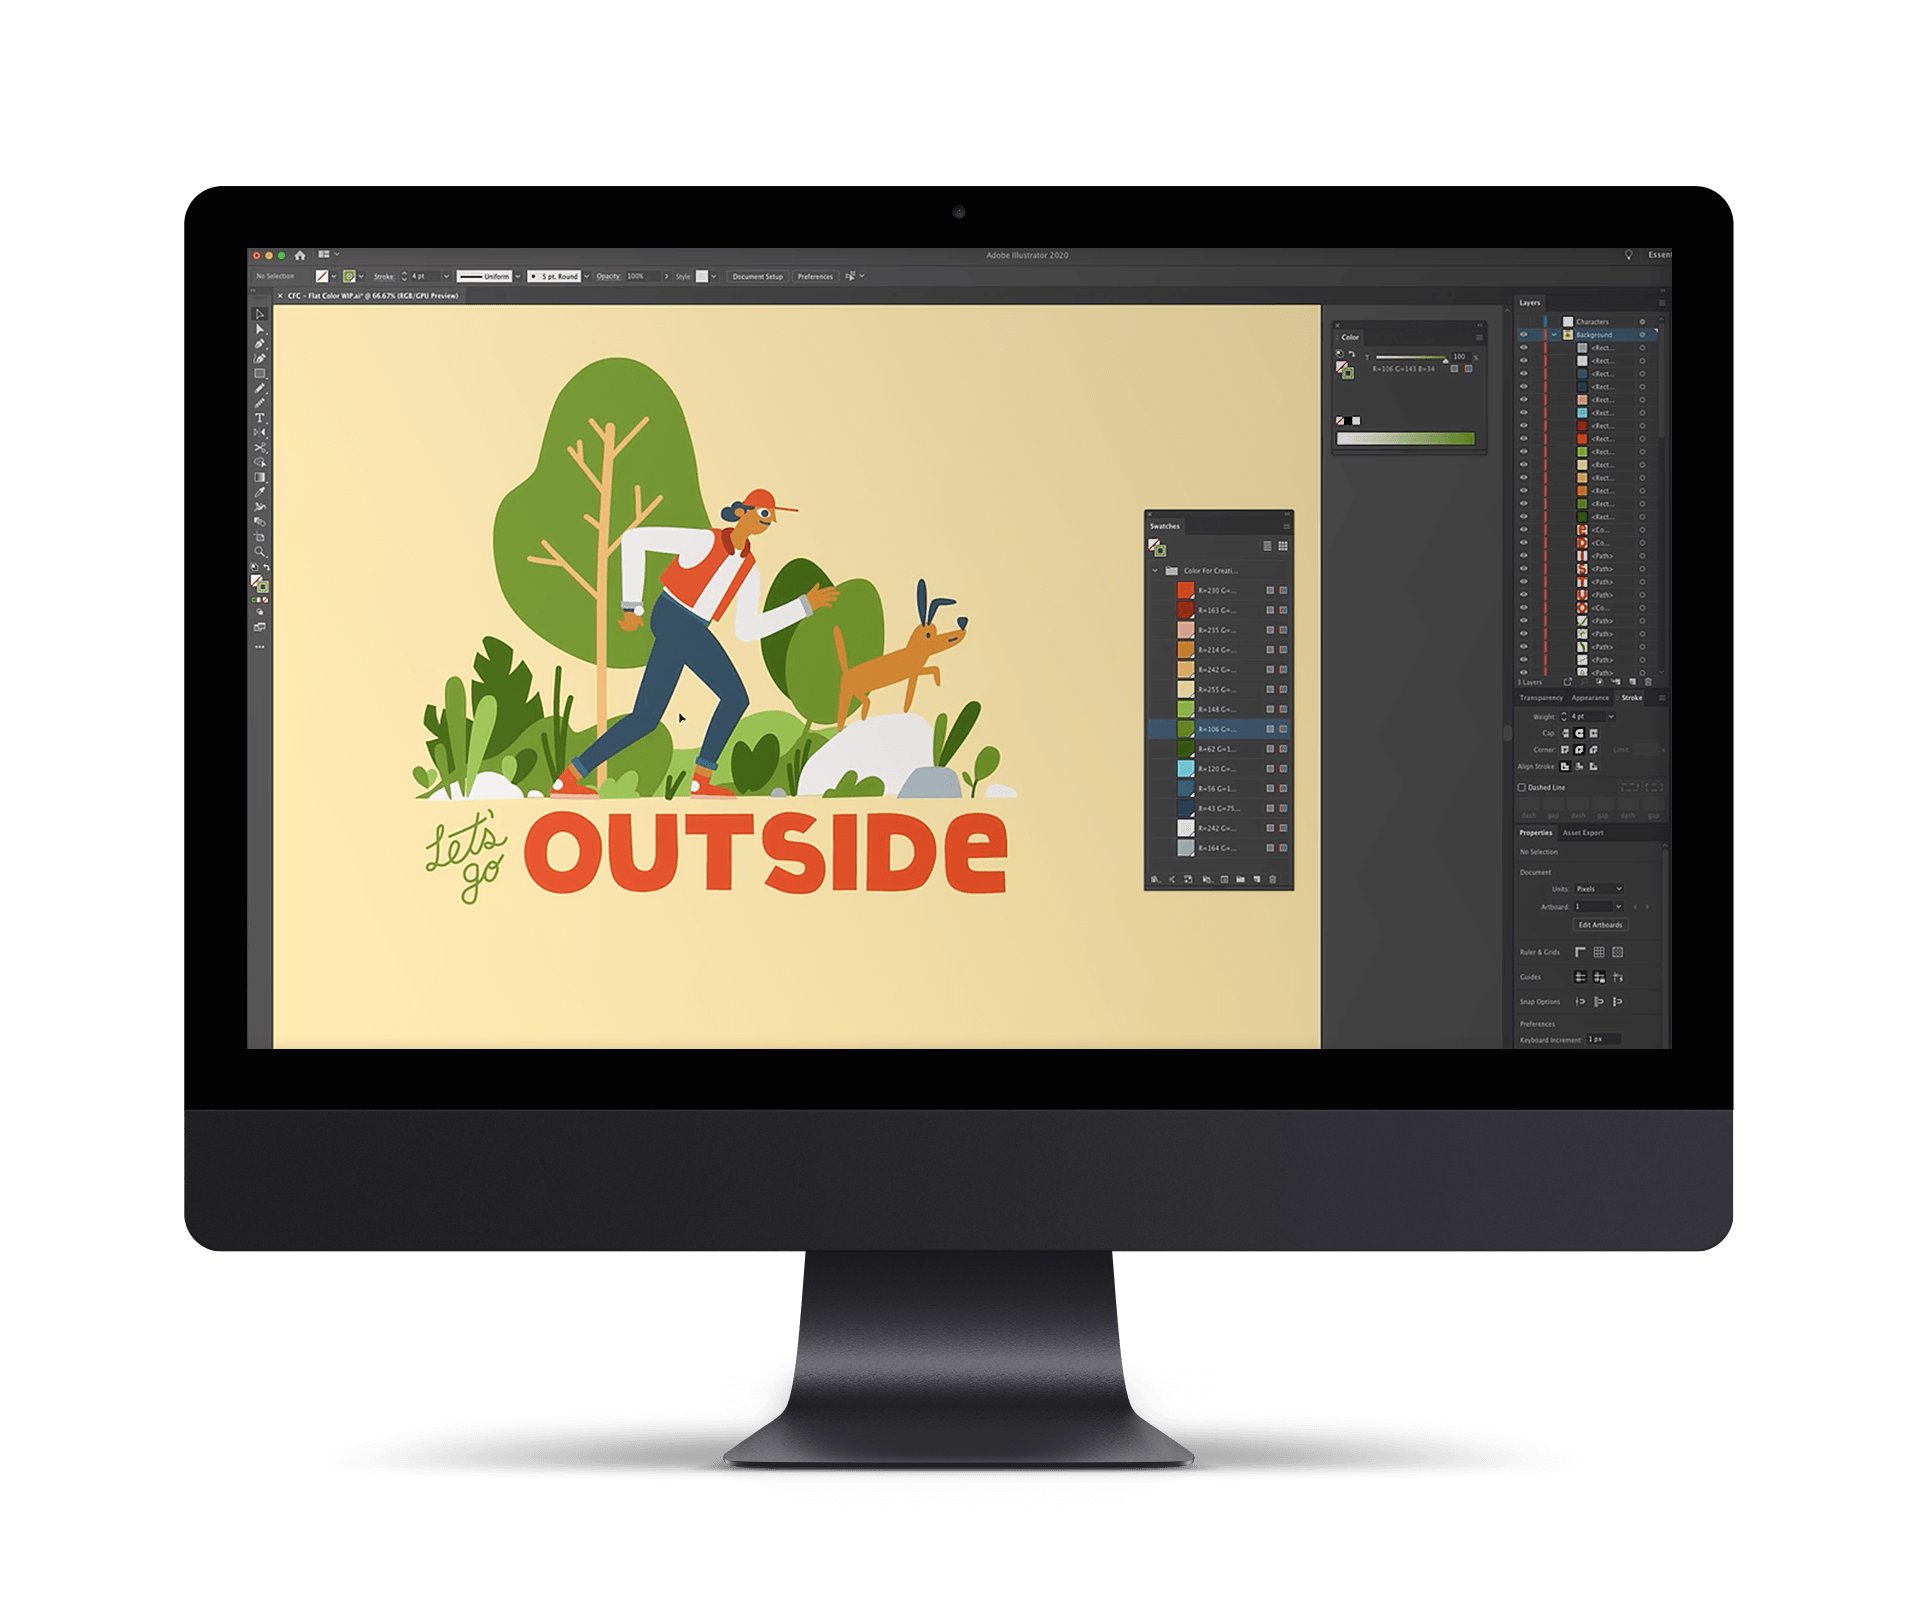 Adobe Illustrator 2020
Essent
No Selection
Stroke: 4 pt
Uniform
5 pt. Round
Opacity: 100%
Style:
Document Setup
Preferences
× CFC – Flat Color WIP.ai* @ 66.67% (RGB/GPU Preview)
Let's
go
OUTSIDE
Swatches
Color For Creati...
R=230 G=...
R=163 G=...
R=235 G=...
R=214 G=...
R=242 G=...
R=255 G=...
R=148 G=...
R=106 G=...
R=62 G=1...
R=120 G=...
R=56 G=1...
R=43 G=75...
R=242 G=...
R=164 G=...
Color
T 100 %
R=106 G=143 B=34
Layers
Characters
Background
<Rect...
<Rect...
<Rect...
<Rect...
<Rect...
<Rect...
<Rect...
<Rect...
<Rect...
<Rect...
<Rect...
<Rect...
<Rect...
<Rect...
<Co...
<Co...
<Path>
<Path>
<Path>
<Path>
<Co...
<Path>
<Path>
<Path>
<Path>
<Path>
3 Layers
Transparency Appearance Stroke
Weight: 4 pt
Cap:
Corner: Limit:
Align Stroke:
Dashed Line
dash gap dash gap dash gap
Properties Asset Export
No Selection
Document
Units: Pixels
Artboard: 1
Edit Artboards
Ruler & Grids
Guides
Snap Options
Preferences
Keyboard Increment: 1 px